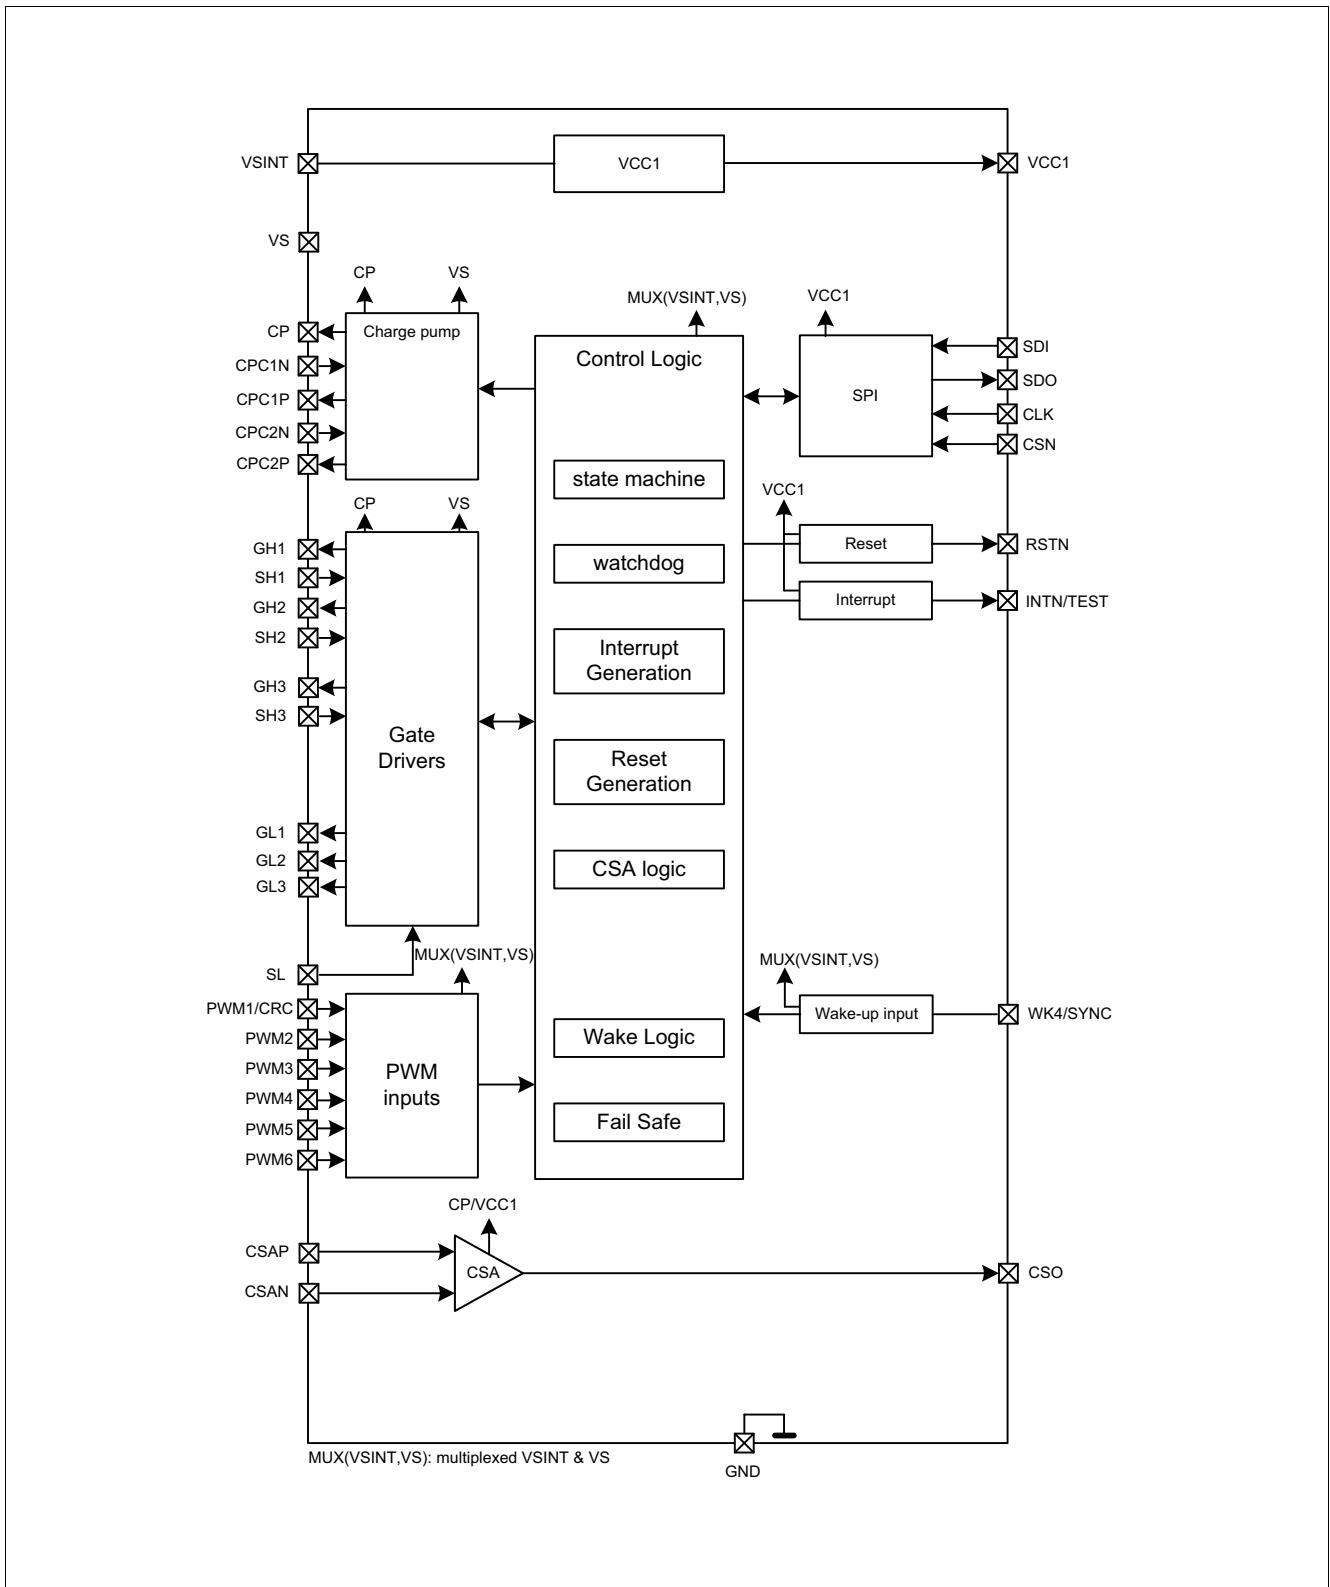 VSINT
VCC1
VCC1
VS
CP
VS
MUX(VSINT,VS)
VCC1
CP
Charge pump
CPC1N
CPC1P
CPC2N
CPC2P
Control Logic
SPI
SDI
SDO
CLK
CSN
state machine
CP
VS
VCC1
GH1
SH1
GH2
SH2
GH3
SH3
Gate
Drivers
watchdog
Reset
RSTN
Interrupt
INTN/TEST
Interrupt
Generation
Reset
Generation
GL1
GL2
GL3
CSA logic
SL
MUX(VSINT,VS)
MUX(VSINT,VS)
PWM1/CRC
PWM2
PWM3
PWM4
PWM5
PWM6
PWM
inputs
Wake-up input
WK4/SYNC
Wake Logic
Fail Safe
CP/VCC1
CSAP
CSAN
CSA
CSO
MUX(VSINT,VS): multiplexed VSINT & VS
GND